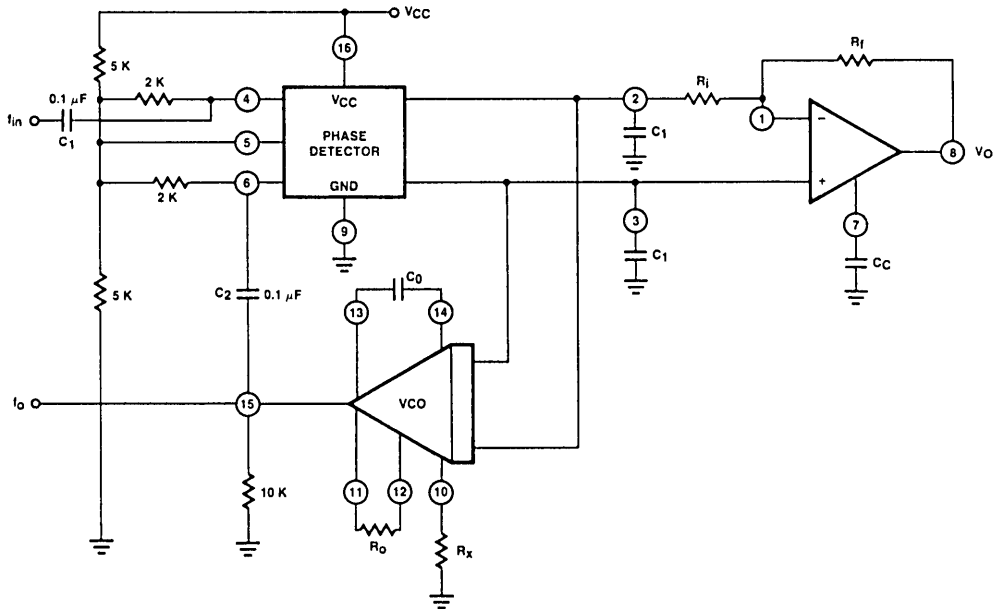 VCC
16
5 K
Rf
2 K
4
VCC
2
Ri
0.1 μF
fin
C1
PHASE
DETECTOR
C1
1
−
8
VO
5
6
GND
+
2 K
3
7
9
C1
CC
5 K
C2
0.1 μF
C0
13
14
fo
15
VCO
10 K
11
12
10
Ro
Rx